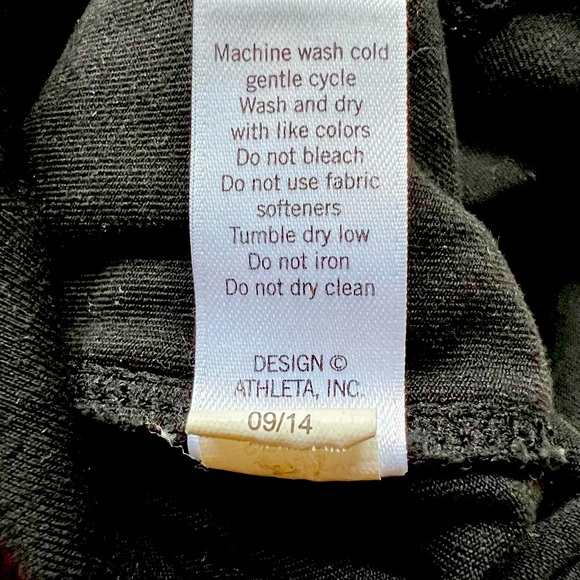 Machine wash cold
gentle cycle
Wash and dry
with like colors
Do not bleach
Do not use fabric
softeners
Tumble dry low
Do not iron
Do not dry clean
DESIGN ©
ATHLETA, INC.
09/14